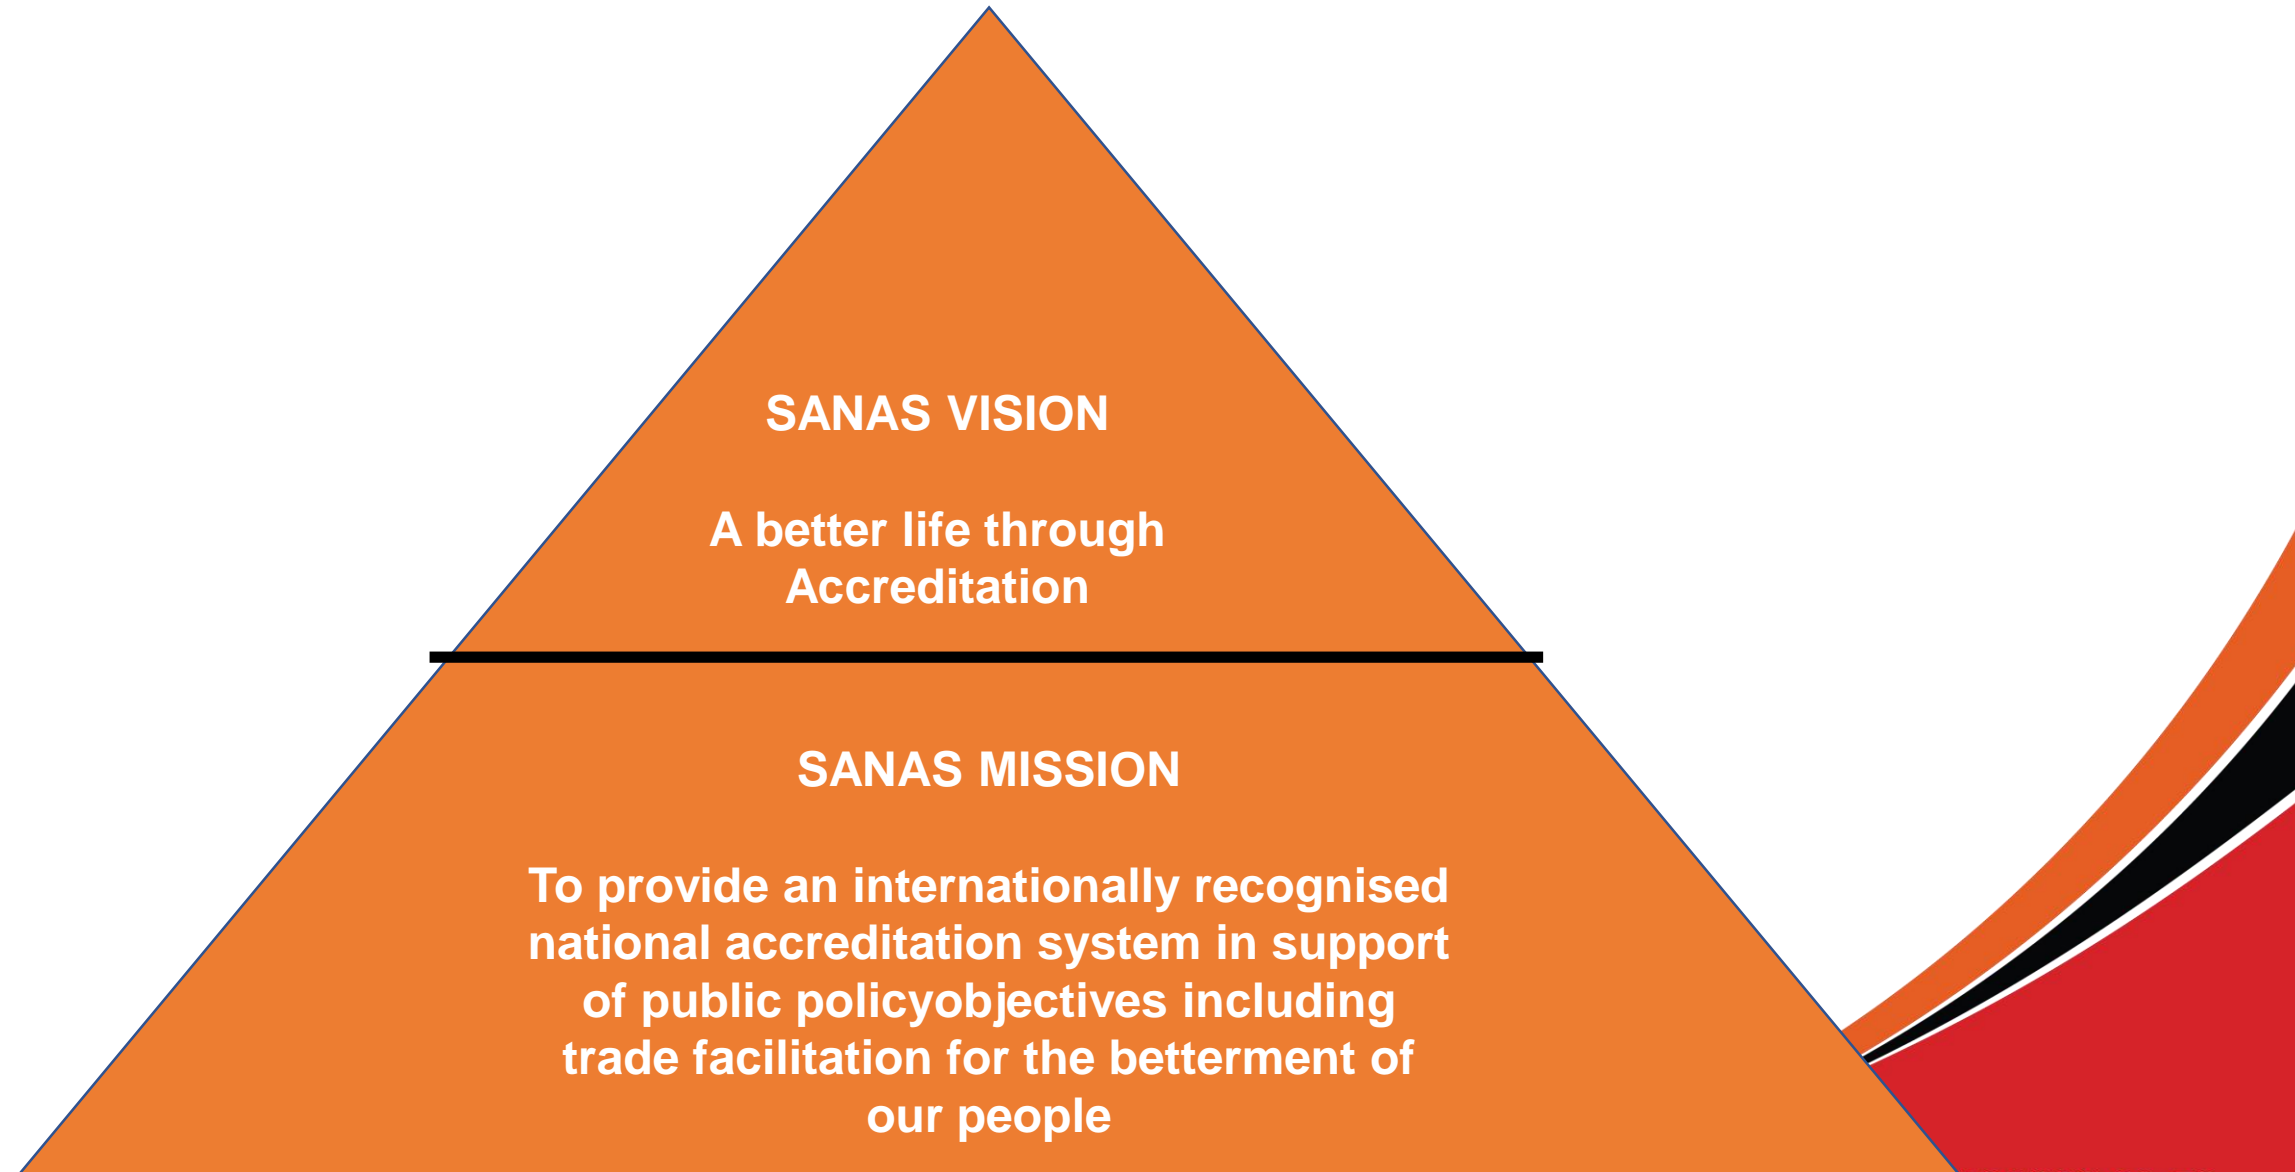 SANAS VISION
A better life through
Accreditation
SANAS MISSION
To provide an internationally recognised
national accreditation system in support
of public policyobjectives including
trade facilitation for the betterment of
our people